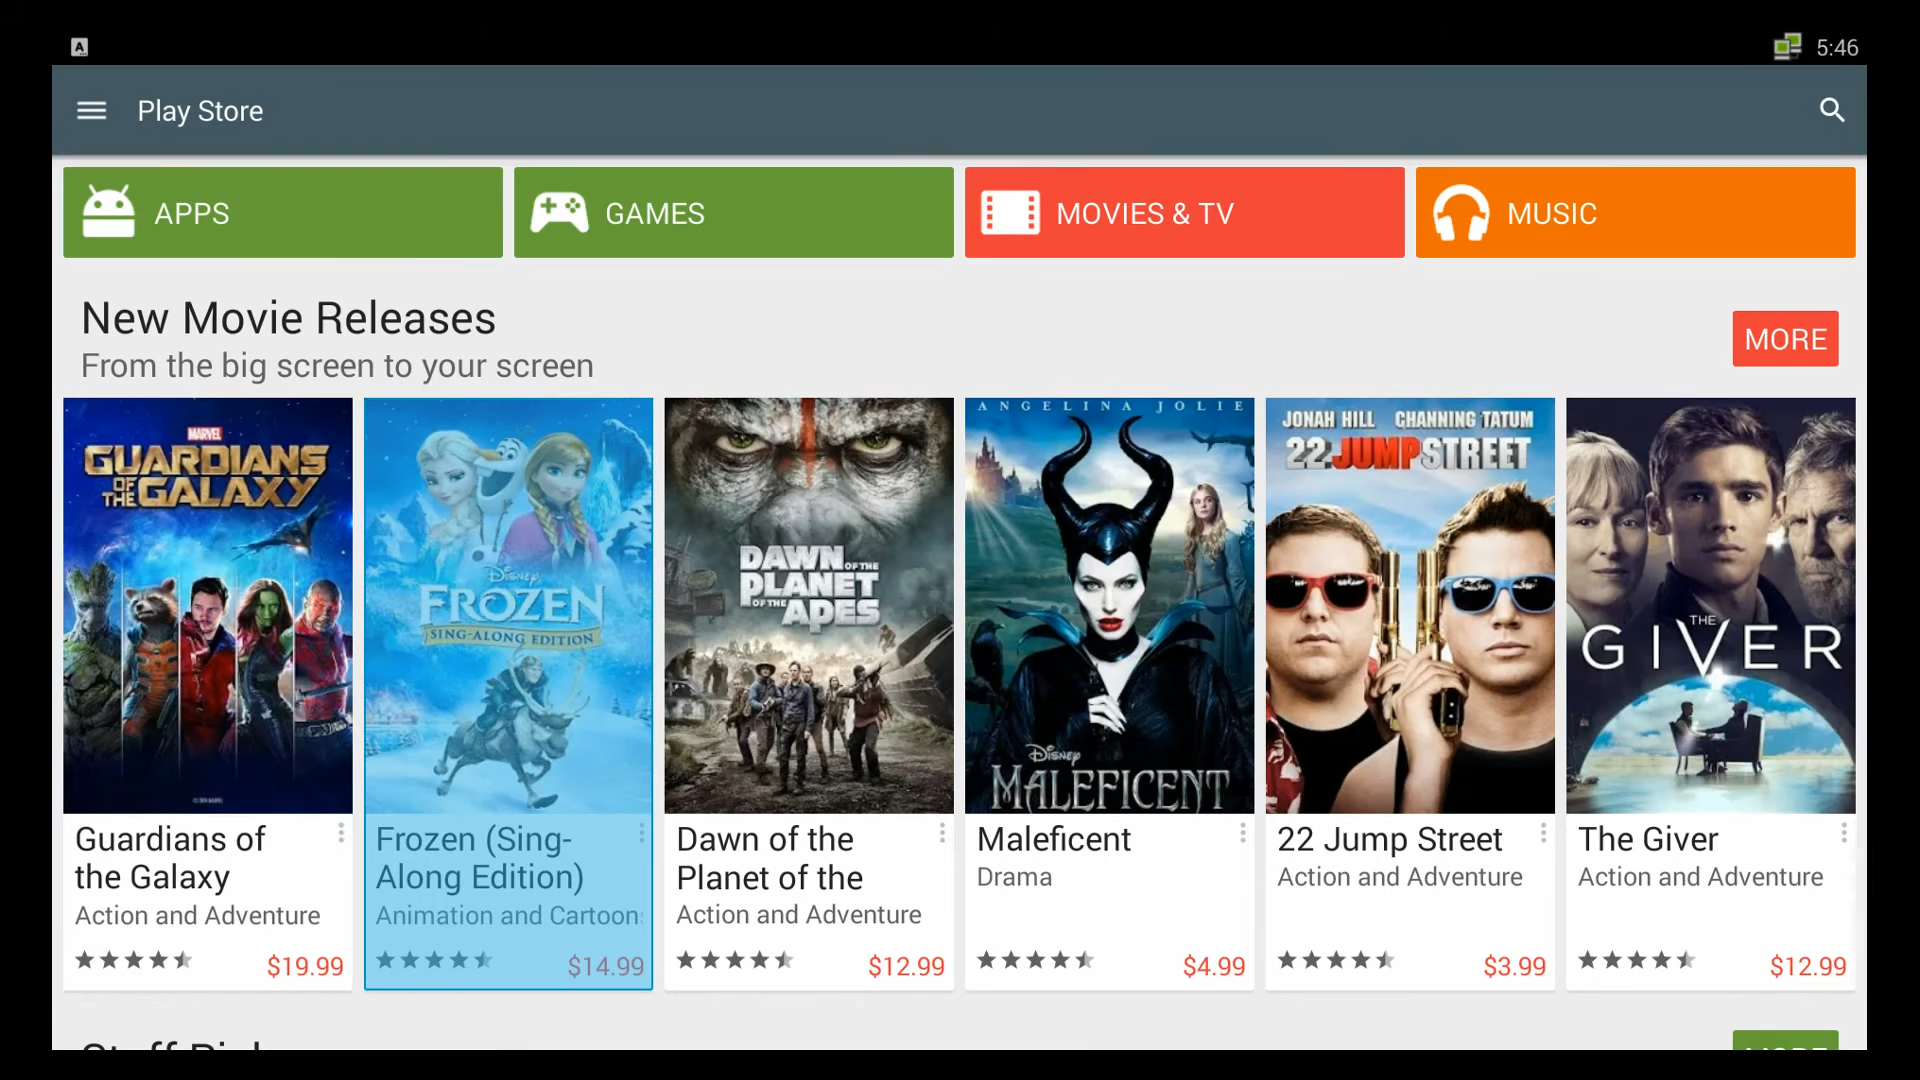 A
5:46
Play Store
APPS
GAMES
MOVIES & TV
MUSIC
New Movie Releases
From the big screen to your screen
MORE
MARVEL
GUARDIANS
OF THE GALAXY
Disney
FROZEN
SING-ALONG EDITION
DAWN OF THE
PLANET
OF THE APES
ANGELINA JOLIE
Disney
MALEFICENT
JONAH HILL CHANNING TATUM
22 JUMP STREET
THE
GIVER
Guardians of
the Galaxy
Action and Adventure
$19.99
Frozen (Sing-
Along Edition)
Animation and Cartoon
$14.99
Dawn of the
Planet of the
Action and Adventure
$12.99
Maleficent
Drama
$4.99
22 Jump Street
Action and Adventure
$3.99
The Giver
Action and Adventure
$12.99
MORE